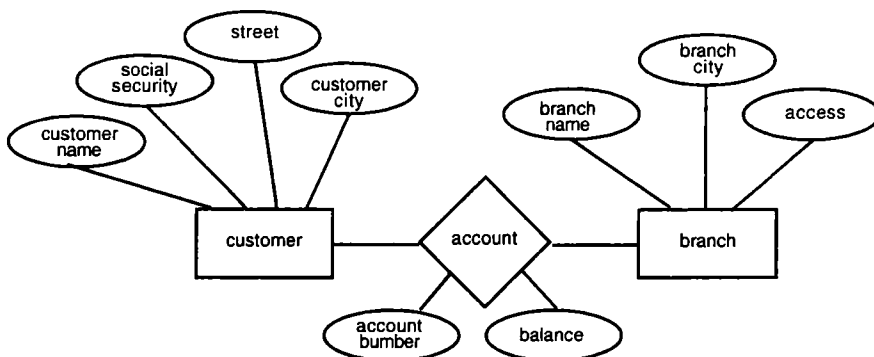 street
social
security
customer
city
customer
name
branch
city
branch
name
access
customer
account
branch
account
bumber
balance